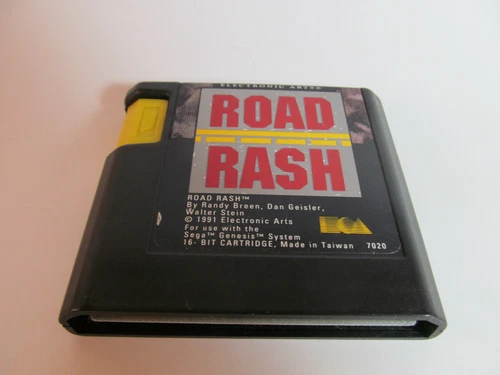 ELECTRONIC ARTS®
ROAD
RASH
ROAD RASH™
By Randy Breen, Dan Geisler,
Walter Stein
© 1991 Electronic Arts
For use with the
Sega™ Genesis™ System
16- BIT CARTRIDGE, Made in Taiwan 7020